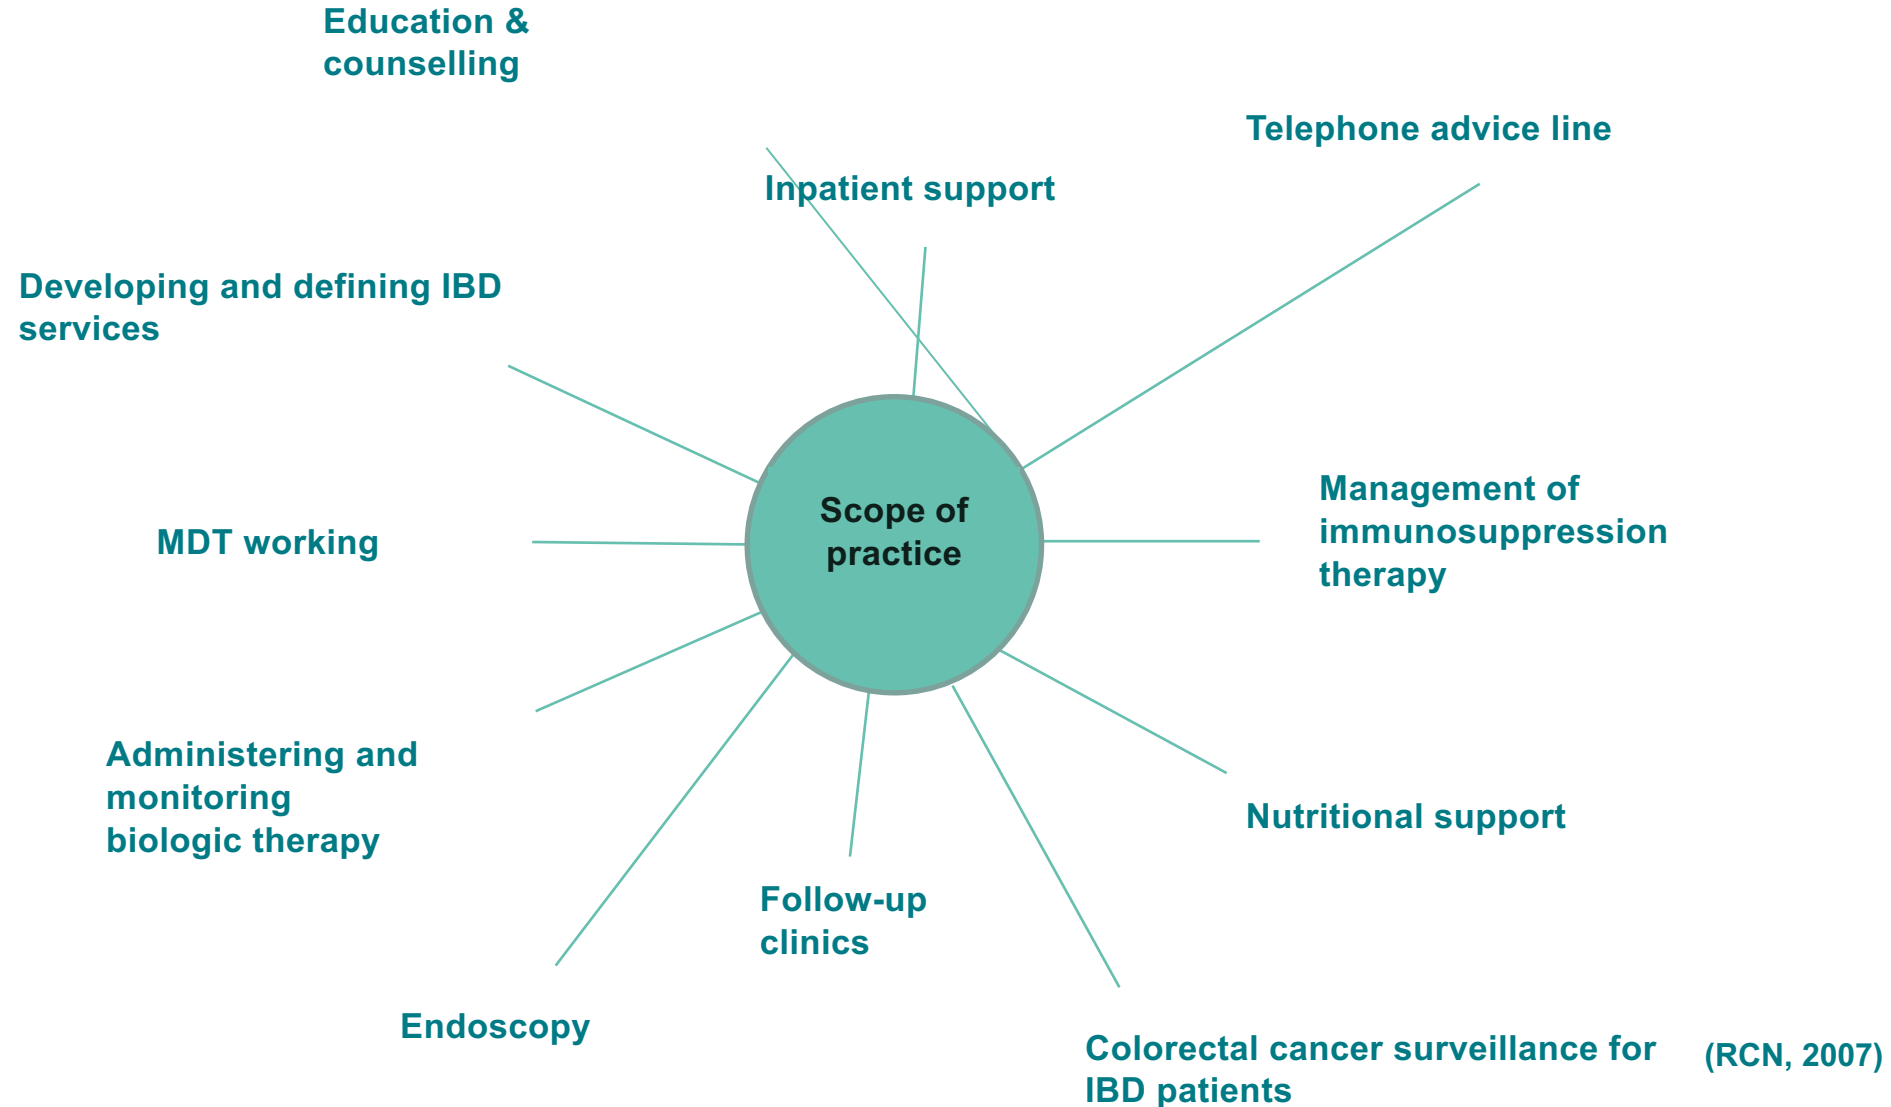 Education &
counselling
Telephone advice line
Inpatient support
Developing and defining IBD
services
Scope of
practice
Management of
immunosuppression
therapy
MDT working
Administering and
monitoring
biologic therapy
Nutritional support
Follow-up
clinics
Endoscopy
Colorectal cancer surveillance for
IBD patients
(RCN, 2007)